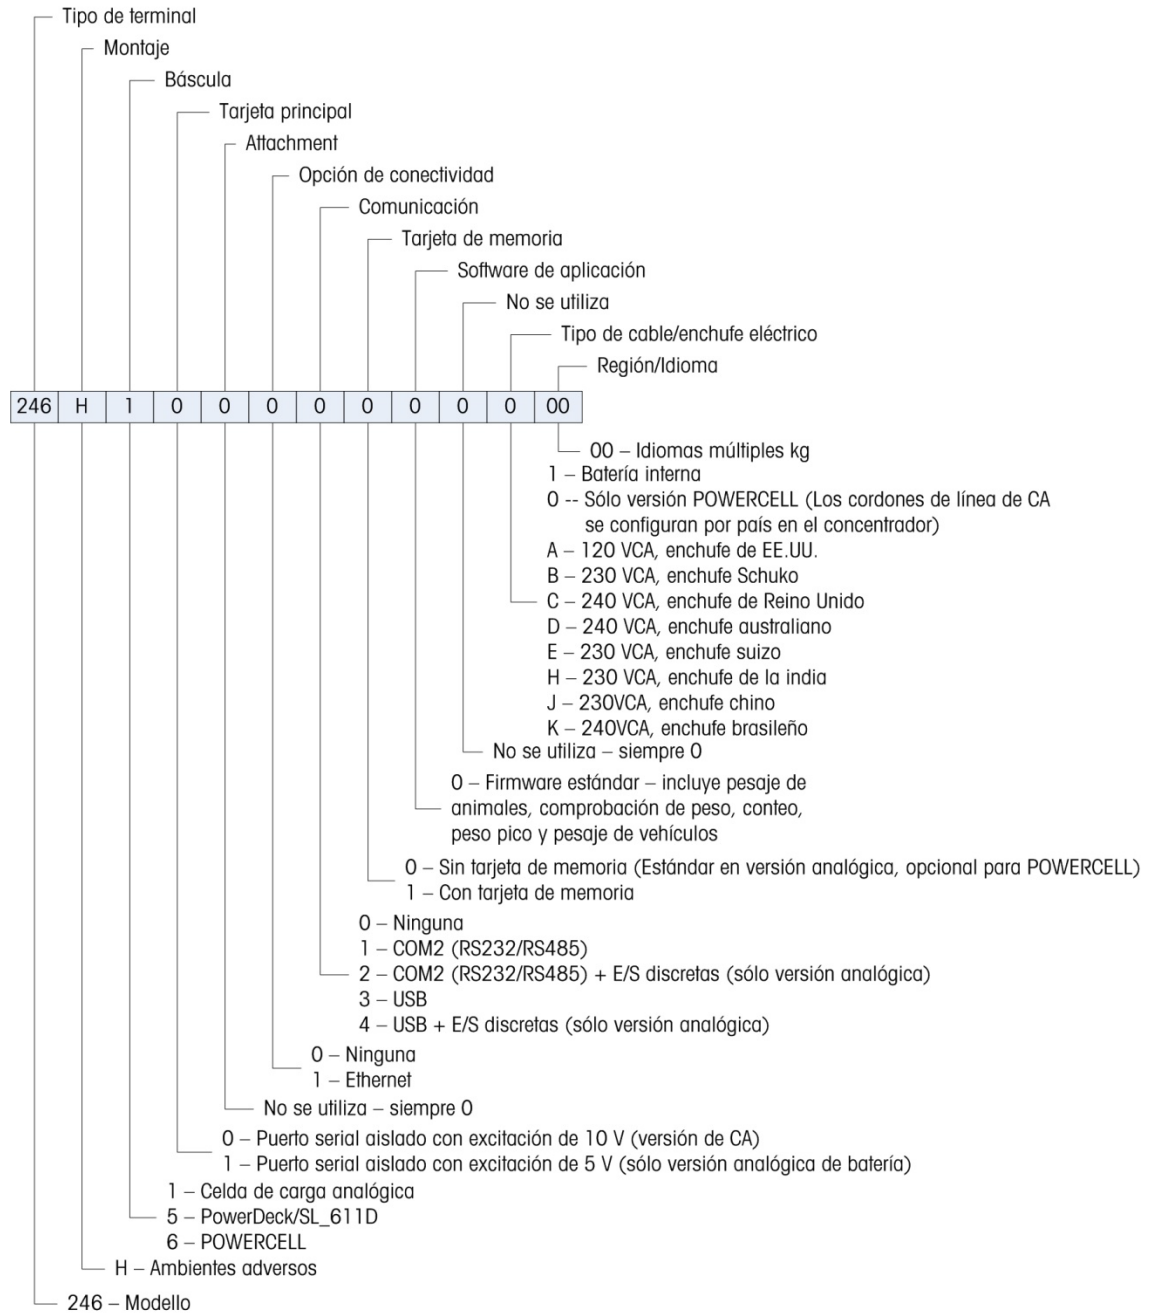 Tipo de terminal
Montaje
Báscula
Tarjeta principal
Attachment
Opción de conectividad
Comunicación
Tarjeta de memoria
Software de aplicación
No se utiliza
Tipo de cable/enchufe eléctrico
Región/Idioma
246 H 1 0 0 0 0 0 0 0 0 00
00 – Idiomas múltiples kg
1 – Batería interna
0 -- Sólo versión POWERCELL (Los cordones de línea de CA
se configuran por país en el concentrador)
A – 120 VCA, enchufe de EE.UU.
B – 230 VCA, enchufe Schuko
C – 240 VCA, enchufe de Reino Unido
D – 240 VCA, enchufe australiano
E – 230 VCA, enchufe suizo
H – 230 VCA, enchufe de la india
J – 230VCA, enchufe chino
K – 240VCA, enchufe brasileño
No se utiliza – siempre 0
0 – Firmware estándar – incluye pesaje de
animales, comprobación de peso, conteo,
peso pico y pesaje de vehículos
0 – Sin tarjeta de memoria (Estándar en versión analógica, opcional para POWERCELL)
1 – Con tarjeta de memoria
0 – Ninguna
1 – COM2 (RS232/RS485)
2 – COM2 (RS232/RS485) + E/S discretas (sólo versión analógica)
3 – USB
4 – USB + E/S discretas (sólo versión analógica)
0 – Ninguna
1 – Ethernet
No se utiliza – siempre 0
0 – Puerto serial aislado con excitación de 10 V (versión de CA)
1 – Puerto serial aislado con excitación de 5 V (sólo versión analógica de batería)
1 – Celda de carga analógica
5 – PowerDeck/SL_611D
6 – POWERCELL
H – Ambientes adversos
246 – Modello